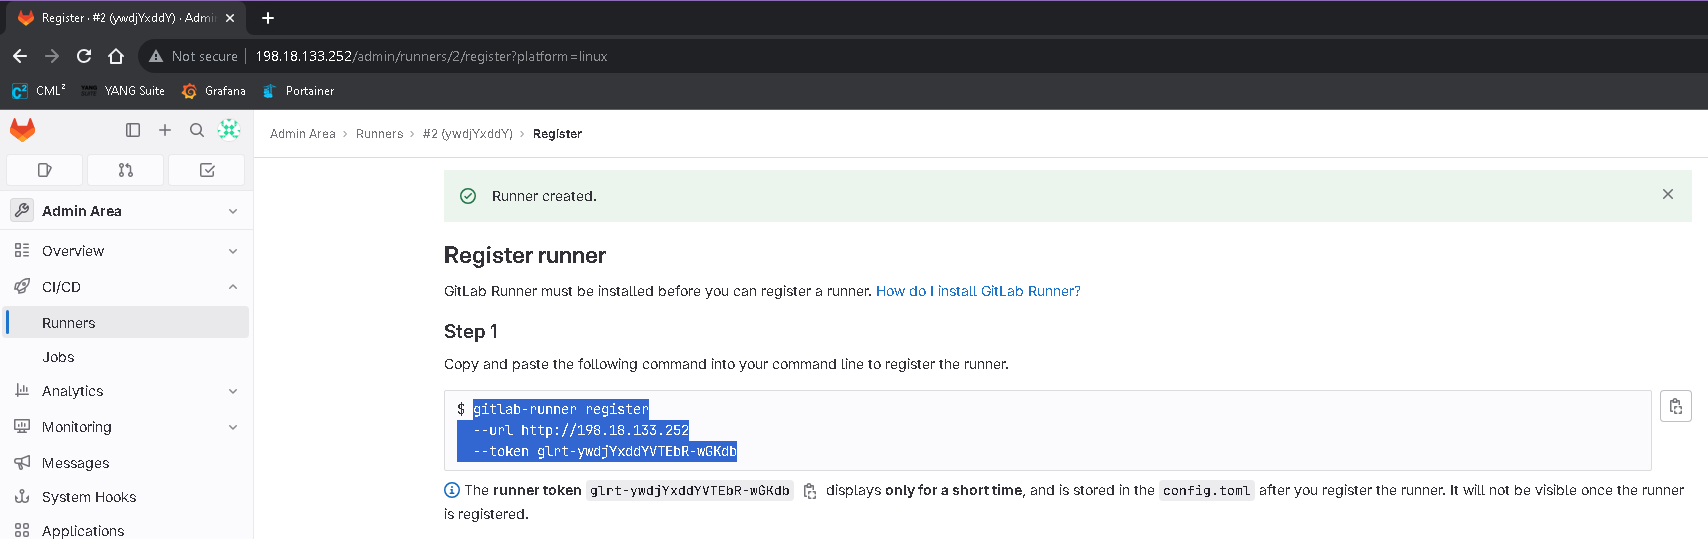 Register · #2 (ywdjYxddY) · Admi
Not secure 198.18.133.252/admin/runners/2/register?platform=linux
CML² YANG Suite Grafana Portainer
Admin Area › Runners › #2 (ywdjYxddY) › Register
Admin Area
Overview
CI/CD
Runners
Jobs
Analytics
Monitoring
Messages
System Hooks
Applications
Runner created.
Register runner
GitLab Runner must be installed before you can register a runner. How do I install GitLab Runner?
Step 1
Copy and paste the following command into your command line to register the runner.
$ gitlab-runner register
--url http://198.18.133.252
--token glrt-ywdjYxddYVTEbR-wGKdb
The runner token glrt-ywdjYxddYVTEbR-wGKdb displays only for a short time, and is stored in the config.toml after you register the runner. It will not be visible once the runner
is registered.